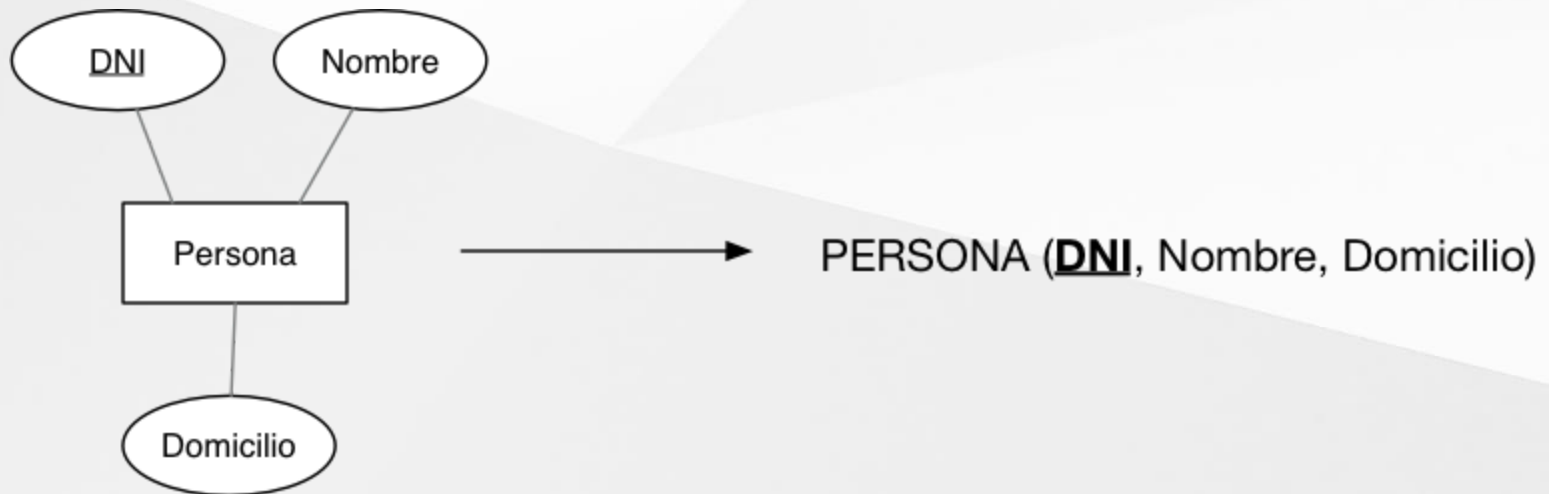 DNI
Nombre
Persona
PERSONA (DNI, Nombre, Domicilio)
Domicilio